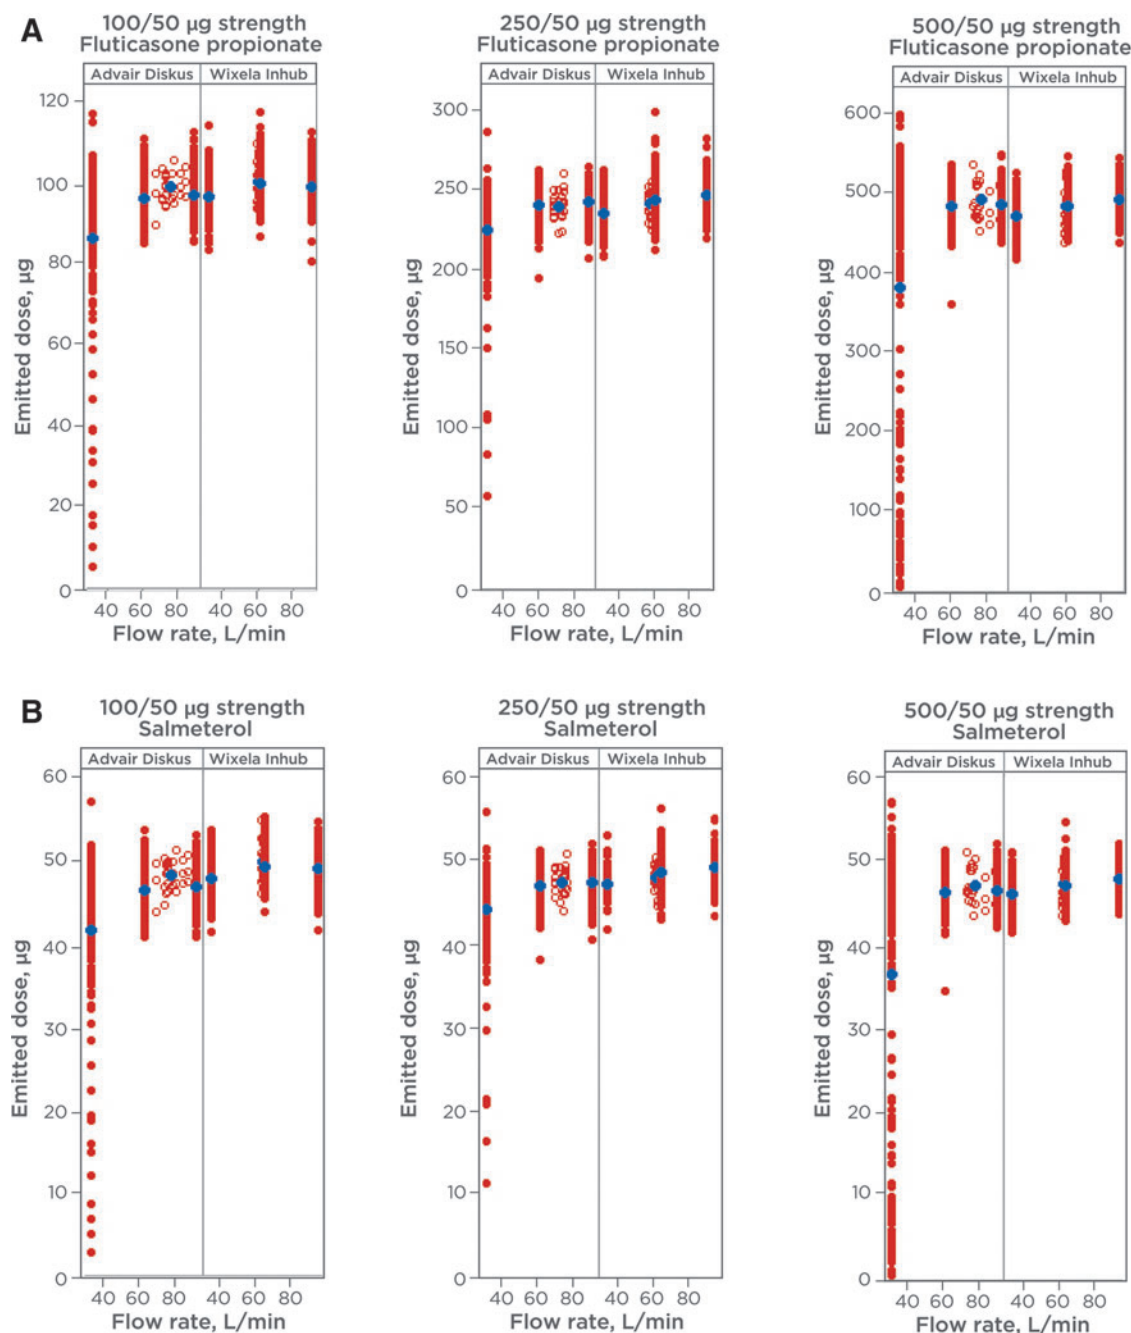 A
100/50 µg strength
Fluticasone propionate
Advair Diskus Wixela Inhub
120
100
80
60
40
20
0
Emitted dose, µg
40 60 80 40 60 80
Flow rate, L/min
250/50 µg strength
Fluticasone propionate
Advair Diskus Wixela Inhub
300
250
200
150
100
50
0
Emitted dose, µg
40 60 80 40 60 80
Flow rate, L/min
500/50 µg strength
Fluticasone propionate
Advair Diskus Wixela Inhub
600
500
400
300
200
100
0
Emitted dose, µg
40 60 80 40 60 80
Flow rate, L/min
B
100/50 µg strength
Salmeterol
Advair Diskus Wixela Inhub
60
50
40
30
20
10
0
Emitted dose, µg
40 60 80 40 60 80
Flow rate, L/min
250/50 µg strength
Salmeterol
Advair Diskus Wixela Inhub
60
50
40
30
20
10
0
Emitted dose, µg
40 60 80 40 60 80
Flow rate, L/min
500/50 µg strength
Salmeterol
Advair Diskus Wixela Inhub
60
50
40
30
20
10
0
Emitted dose, µg
40 60 80 40 60 80
Flow rate, L/min